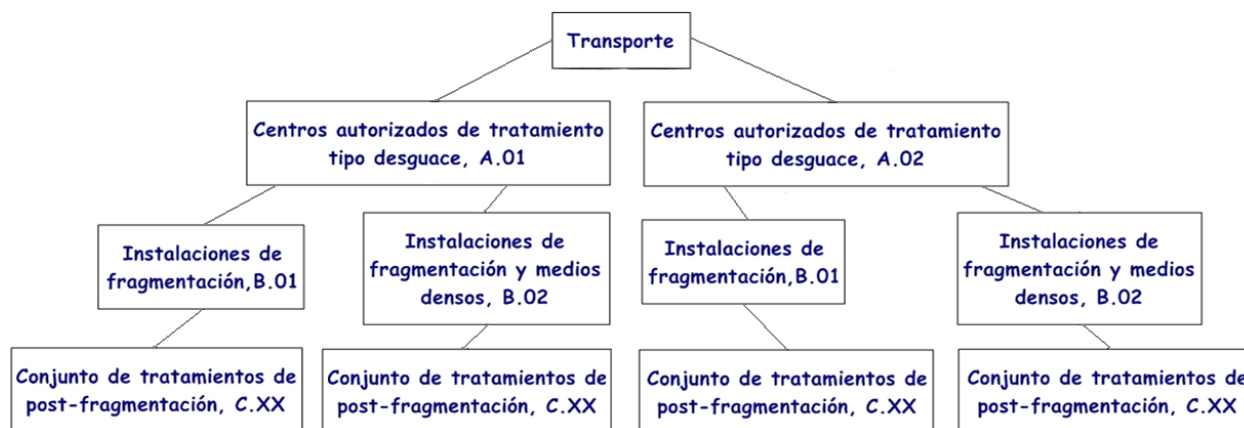 Transporte
Centros autorizados de tratamiento
tipo desguace, A.01
Centros autorizados de tratamiento
tipo desguace, A.02
Instalaciones de
fragmentación,B.01
Instalaciones de
fragmentación y medios
densos, B.02
Instalaciones de
fragmentación,B.01
Instalaciones de
fragmentación y medios
densos, B.02
Conjunto de tratamientos de
post-fragmentación, C.XX
Conjunto de tratamientos de
post-fragmentación, C.XX
Conjunto de tratamientos de
post-fragmentación, C.XX
Conjunto de tratamientos de
post-fragmentación, C.XX